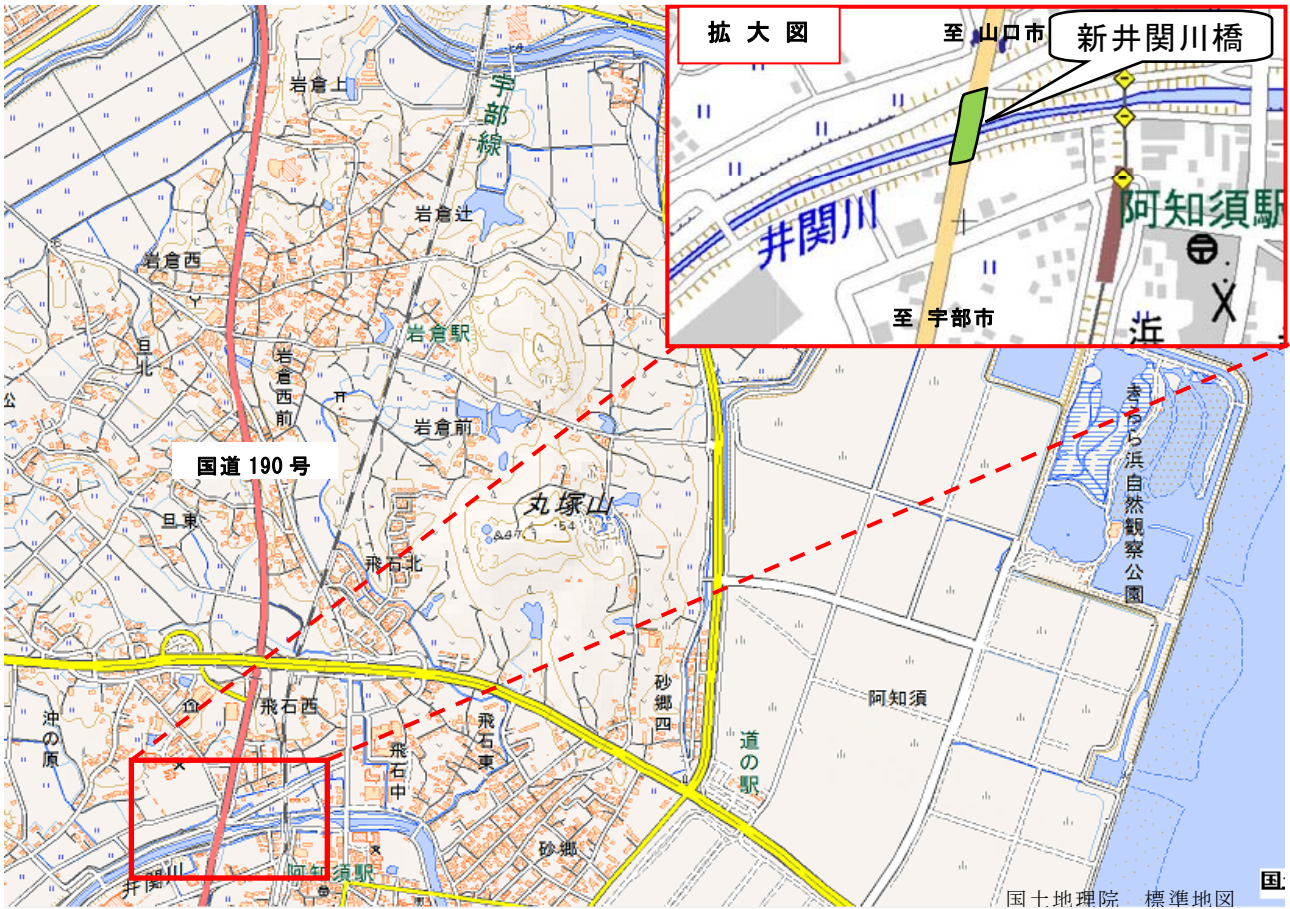 拡大図
至 山口市
新井関川橋
井関川
阿知須駅
至 宇部市
浜
岩倉上
宇部線
岩倉辻
岩倉西
岩倉駅
旦北
岩倉西前
岩倉前
国道190号
丸塚山
54
旦東
飛石北
きらら浜自然観察公園
沖の原
飛石西
飛石中
飛石東
砂郷四
阿知須
道の駅
砂郷
井関川
阿知須駅
国土地理院 標準地図